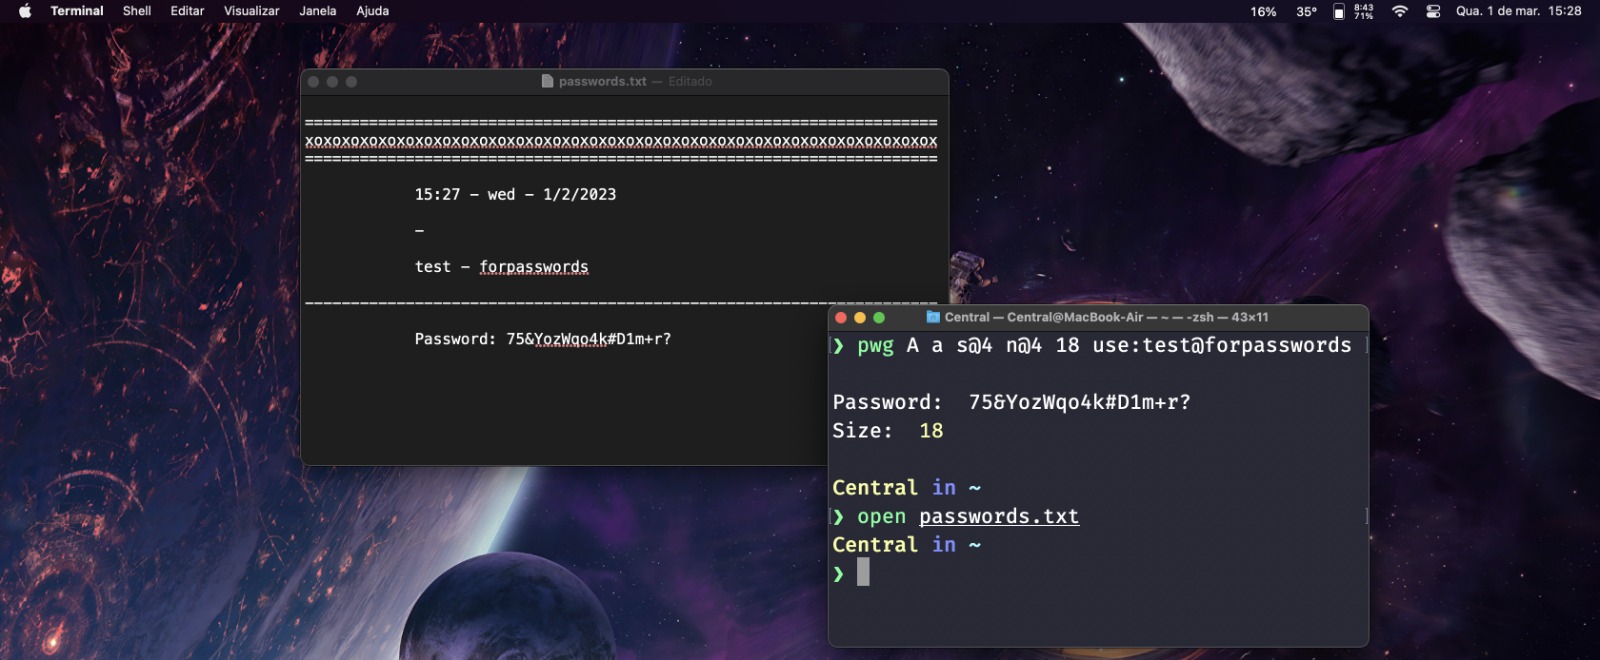 Terminal Shell Editar Visualizar Janela Ajuda 16% 35° 8:43 71% Qua. 1 de mar. 15:28
passwords.txt — Editado
=====================================================================
xoxoxoxoxoxoxoxoxoxoxoxoxoxoxoxoxoxoxoxoxoxoxoxoxoxoxoxoxoxoxoxoxoxox
=====================================================================
15:27 - wed - 1/2/2023
-
test - forpasswords
---------------------------------------------------------------------
Password: 75&YozWqo4k#D1m+r?
Central — Central@MacBook-Air — ~ — -zsh — 43×11
❯ pwg A a s@4 n@4 18 use:test@forpasswords
Password: 75&YozWqo4k#D1m+r?
Size: 18
Central in ~
❯ open passwords.txt
Central in ~
❯